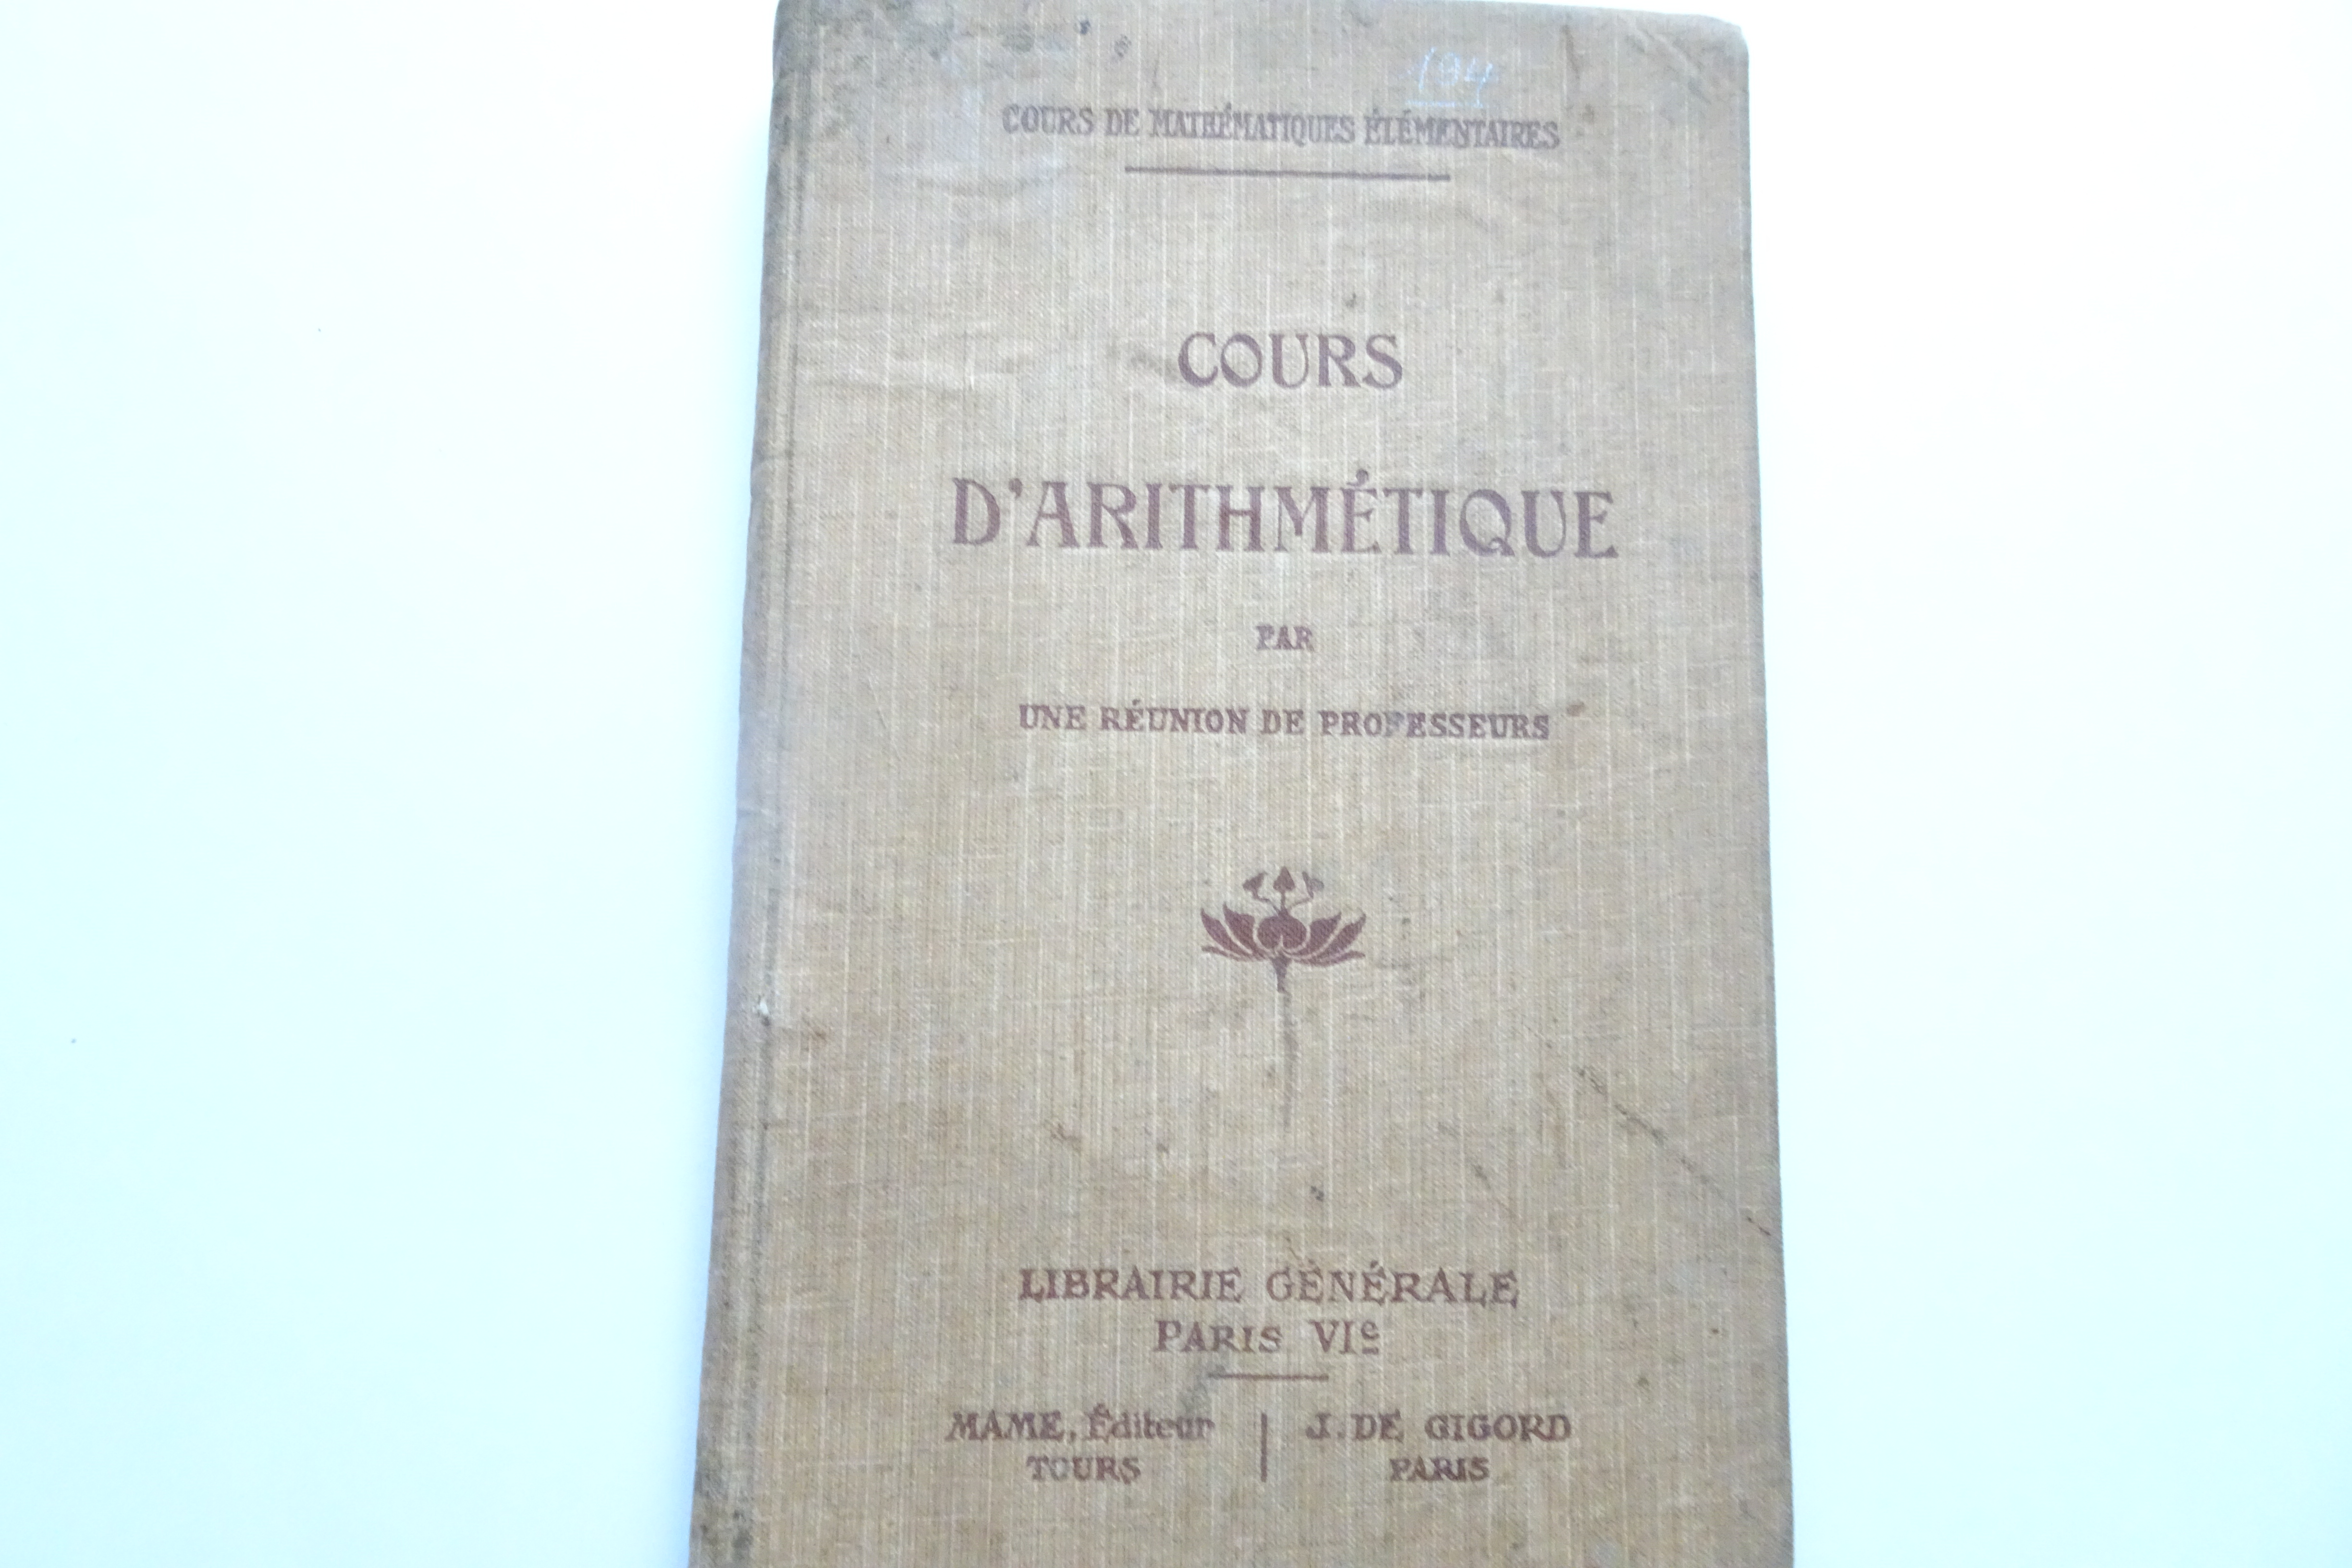 194
COURS DE MATHÉMATIQUES ÉLÉMENTAIRES
COURS
D'ARITHMÉTIQUE
PAR
UNE RÉUNION DE PROFESSEURS
LIBRAIRIE GÉNÉRALE
PARIS VIe
MAME, Éditeur
TOURS
J. DE GIGORD
PARIS